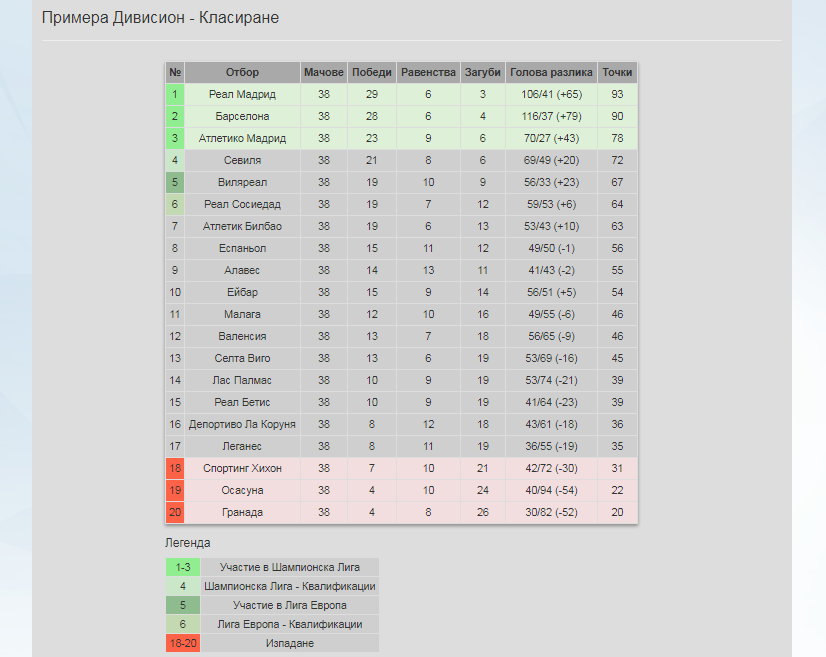 Примера Дивисион - Класиране
№ Отбор Мачове Победи Равенства Загуби Голова разлика Точки
1 Реал Мадрид 38 29 6 3 106/41 (+65) 93
2 Барселона 38 28 6 4 116/37 (+79) 90
3 Атлетико Мадрид 38 23 9 6 70/27 (+43) 78
4 Севиля 38 21 8 6 69/49 (+20) 72
5 Виляреал 38 19 10 9 56/33 (+23) 67
6 Реал Сосиедад 38 19 7 12 59/53 (+6) 64
7 Атлетик Билбао 38 19 6 13 53/43 (+10) 63
8 Еспаньол 38 15 11 12 49/50 (-1) 56
9 Алавес 38 14 13 11 41/43 (-2) 55
10 Ейбар 38 15 9 14 56/51 (+5) 54
11 Малага 38 12 10 16 49/55 (-6) 46
12 Валенсия 38 13 7 18 56/65 (-9) 46
13 Селта Виго 38 13 6 19 53/69 (-16) 45
14 Лас Палмас 38 10 9 19 53/74 (-21) 39
15 Реал Бетис 38 10 9 19 41/64 (-23) 39
16 Депортиво Ла Коруня 38 8 12 18 43/61 (-18) 36
17 Леганес 38 8 11 19 36/55 (-19) 35
18 Спортинг Хихон 38 7 10 21 42/72 (-30) 31
19 Осасуна 38 4 10 24 40/94 (-54) 22
20 Гранада 38 4 8 26 30/82 (-52) 20
Легенда
1-3 Участие в Шампионска Лига
4 Шампионска Лига - Квалификации
5 Участие в Лига Европа
6 Лига Европа - Квалификации
18-20 Изпадане